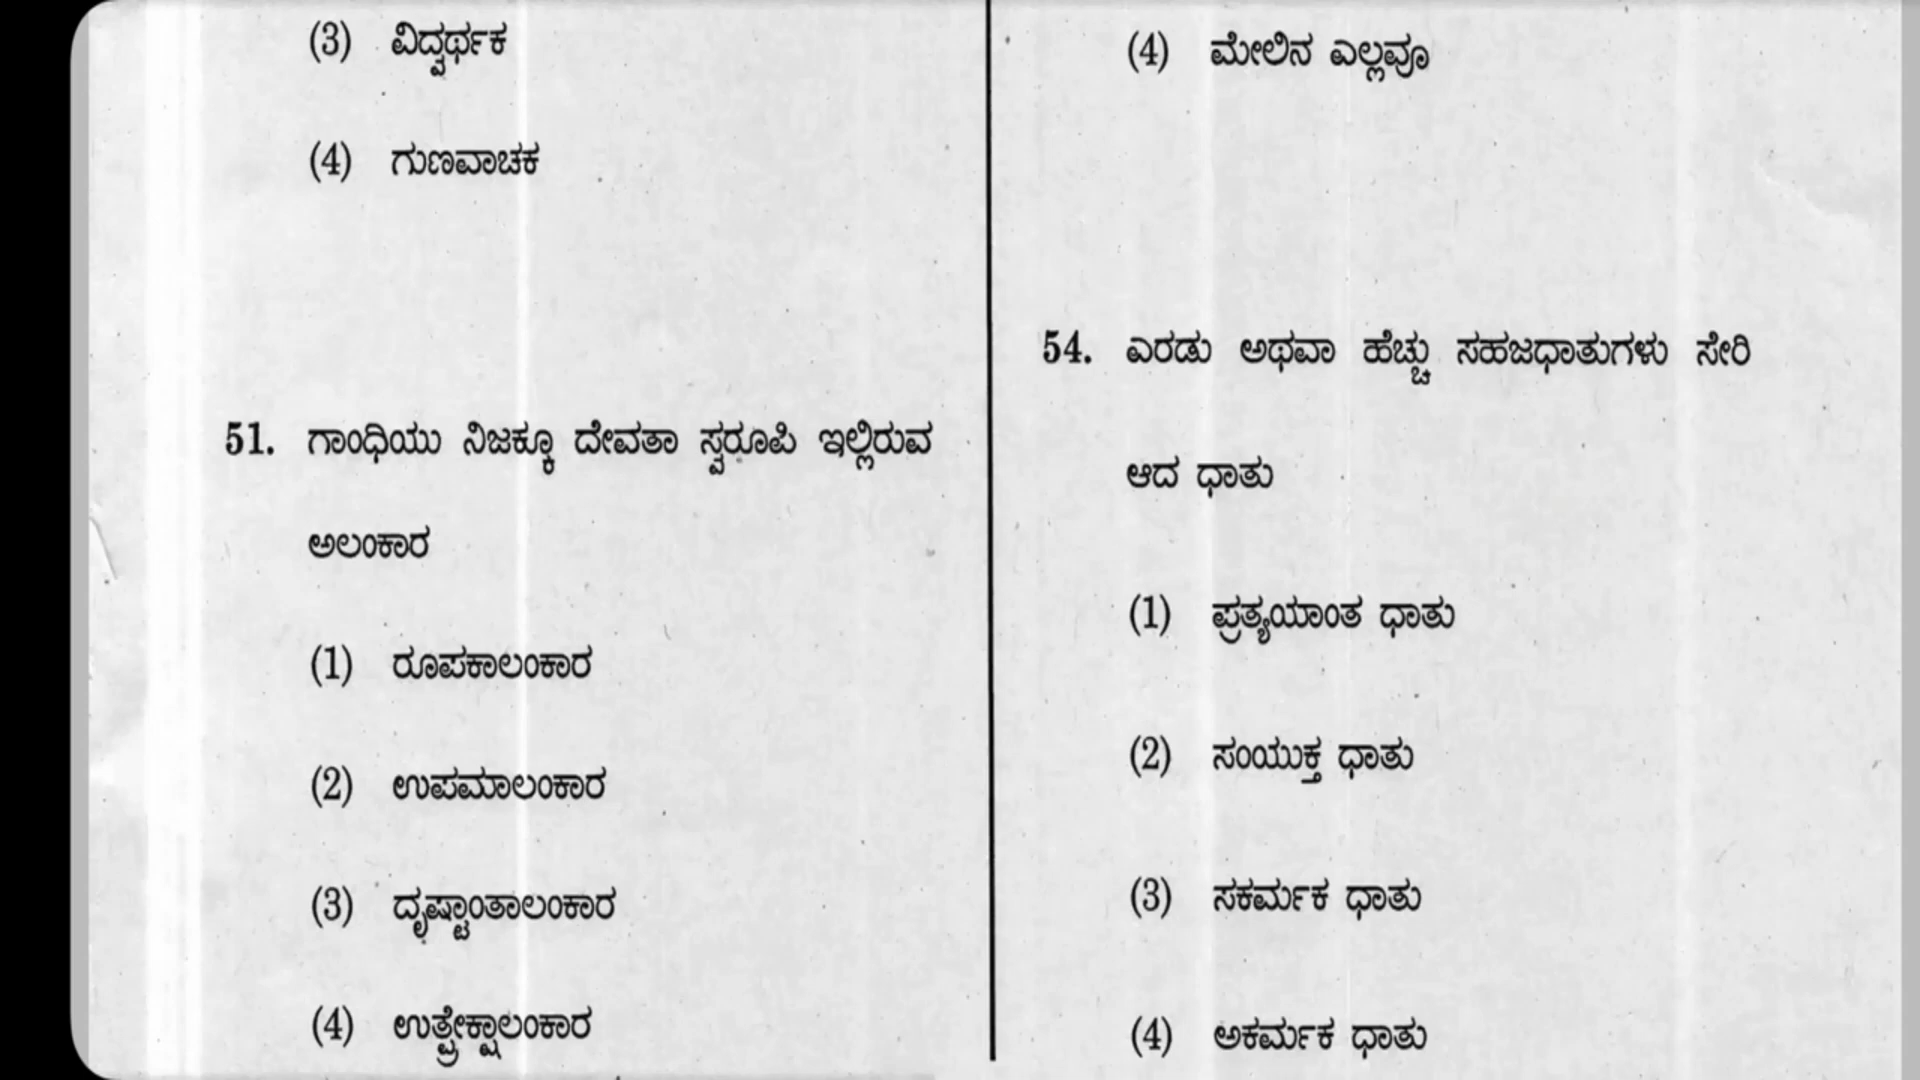 (3) ವಿದ್ವರ್ಥಕ
(4) ಗುಣವಾಚಕ
51. ಗಾಂಧಿಯು ನಿಜಕ್ಕೂ ದೇವತಾ ಸ್ವರೂಪಿ ಇಲ್ಲಿರುವ
ಅಲಂಕಾರ
(1) ರೂಪಕಾಲಂಕಾರ
(2) ಉಪಮಾಲಂಕಾರ
(3) ದೃಷ್ಟಾಂತಾಲಂಕಾರ
(4) ಉತ್ಪ್ರೇಕ್ಷಾಲಂಕಾರ
(4) ಮೇಲಿನ ಎಲ್ಲವೂ
54. ಎರಡು ಅಥವಾ ಹೆಚ್ಚು ಸಹಜಧಾತುಗಳು ಸೇರಿ
ಆದ ಧಾತು
(1) ಪ್ರತ್ಯಯಾಂತ ಧಾತು
(2) ಸಂಯುಕ್ತ ಧಾತು
(3) ಸಕರ್ಮಕ ಧಾತು
(4) ಅಕರ್ಮಕ ಧಾತು